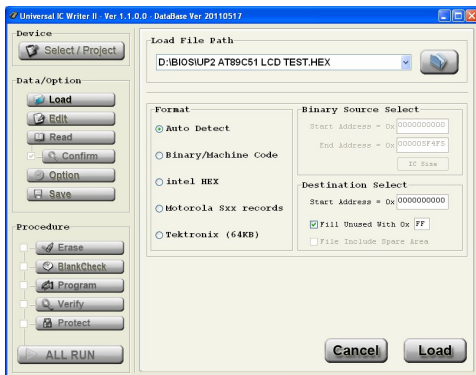 Universal IC Writer II - Ver 1.1.0.0 - DataBase Ver 20110517
Device
Select / Project
Data/Option
Load
Edit
Read
Confirm
Option
Save
Procedure
Erase
BlankCheck
Program
Verify
Protect
ALL RUN
Load File Path
D:\BIOS\UP2 AT89C51 LCD TEST.HEX
Format
Auto Detect
Binary/Machine Code
intel HEX
Motorola Sxx records
Tektronix (64KB)
Binary Source Select
Start Address = 0x 0000000000
End Address = 0x 000005F4F5
IC Size
Destination Select
Start Address = 0x 0000000000
Fill Unused With 0x FF
File Include Spare Area
Cancel
Load